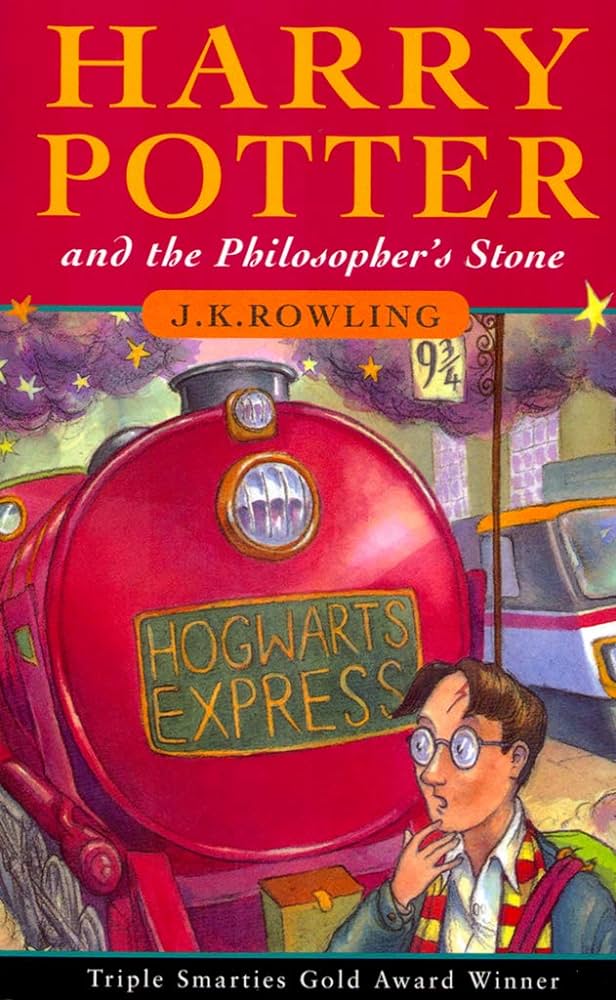 HARRY
POTTER
and the Philosopher's Stone
J.K.ROWLING
9¾
HOGWARTS
EXPRESS
Triple Smarties Gold Award Winner